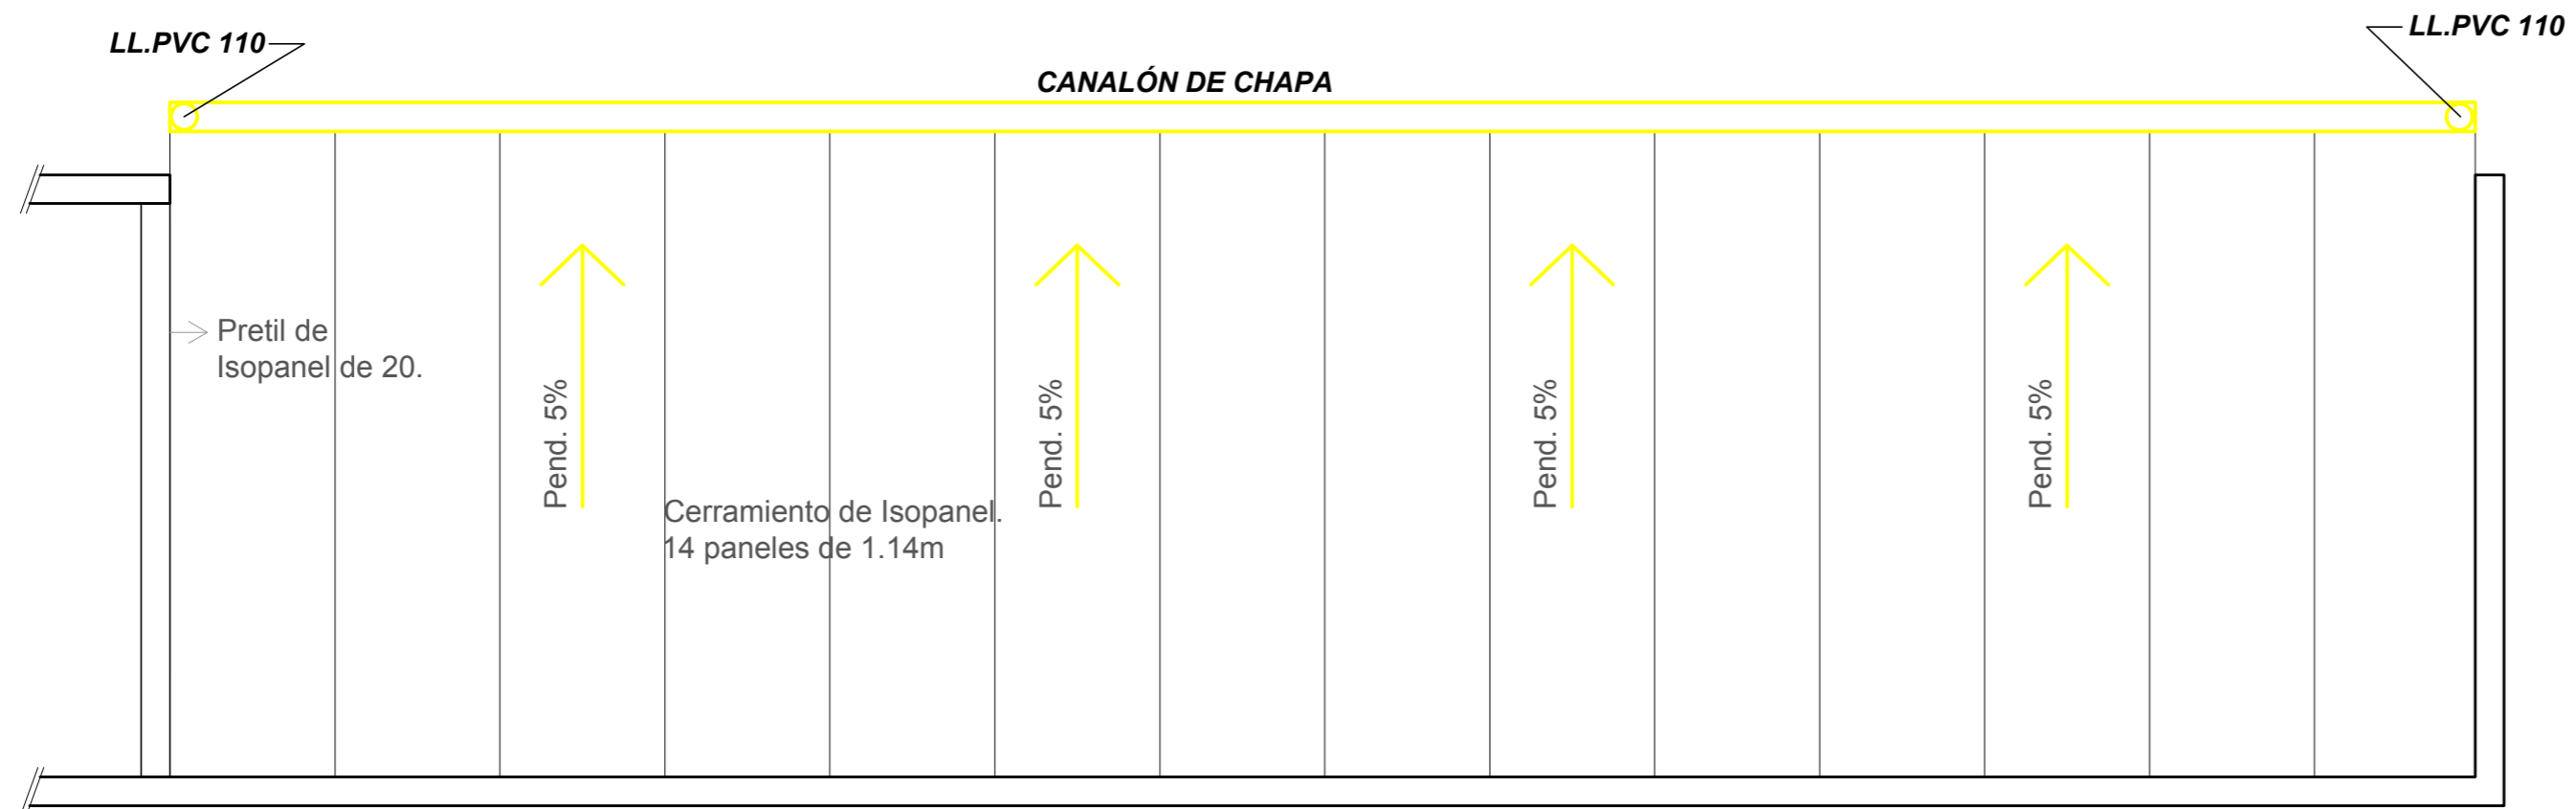 LL.PVC 110
LL.PVC 110
CANALÓN DE CHAPA
Pretil de
Isopanel de 20.
Pend. 5%
Pend. 5%
Pend. 5%
Pend. 5%
Cerramiento de Isopanel.
14 paneles de 1.14m